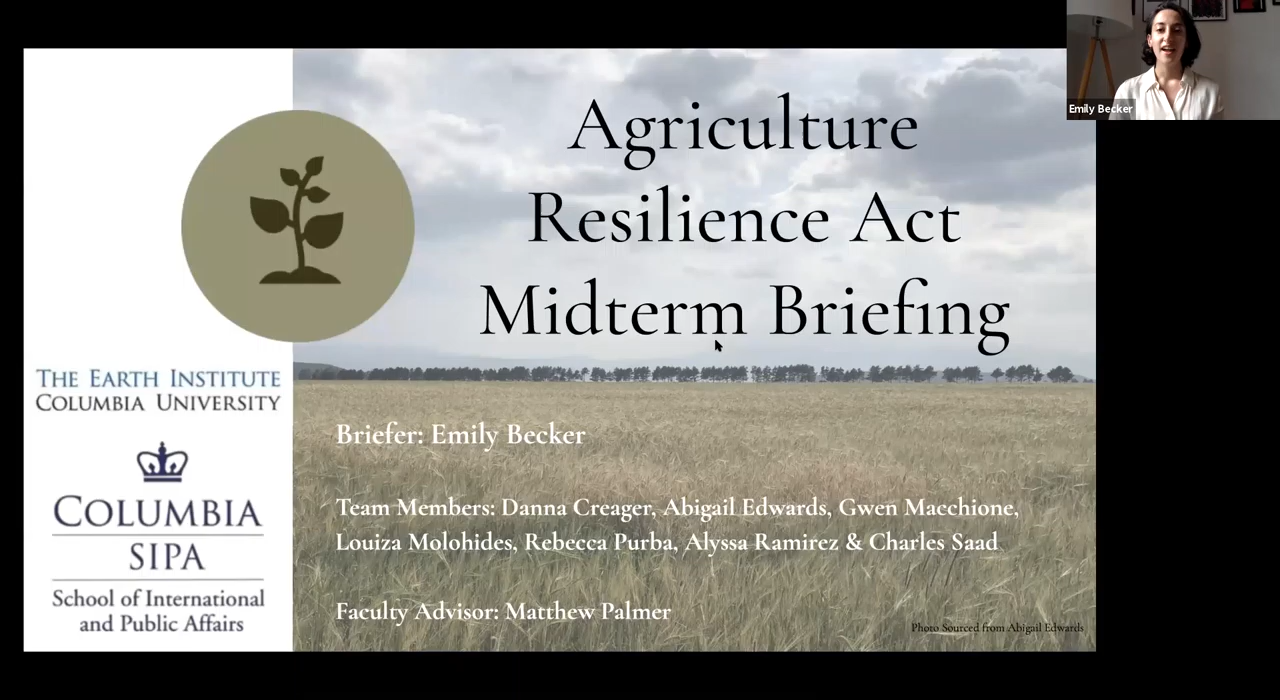 Emily Becker
Agriculture
Resilience Act
Midterm Briefing
THE EARTH INSTITUTE
COLUMBIA UNIVERSITY
COLUMBIA
SIPA
School of International
and Public Affairs
Briefer: Emily Becker
Team Members: Danna Creager, Abigail Edwards, Gwen Macchione,
Louiza Molohides, Rebecca Purba, Alyssa Ramirez & Charles Saad
Faculty Advisor: Matthew Palmer
Photo Sourced from Abigail Edwards